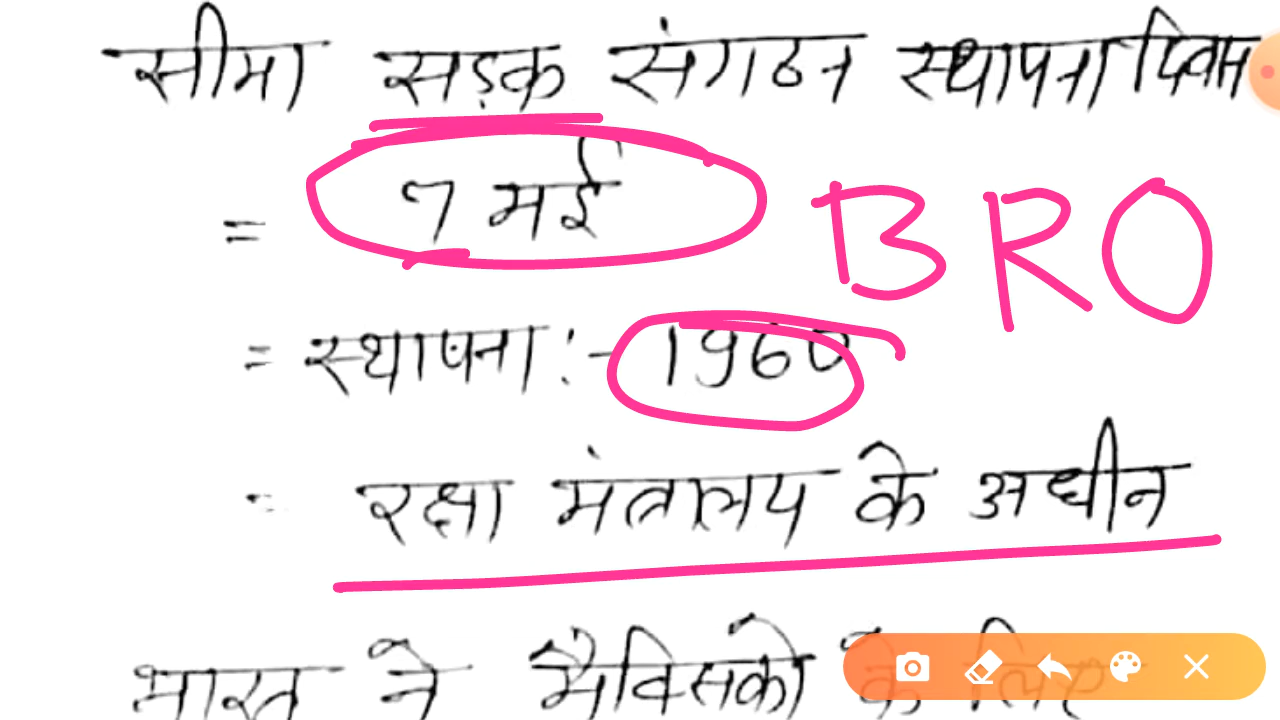 सीमा सड़क संगठन स्थापना दिवस
= 7 मई
BRO
= स्थापना :- 1960
= रक्षा मंत्रालय के अधीन
भारत ने मैक्सिको के लिए